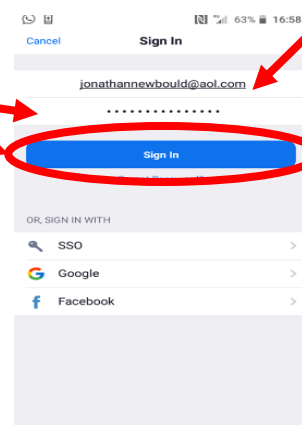 63% 16:58
Cancel Sign In
jonathannewbould@aol.com
•••••••••••••••
Sign In
OR, SIGN IN WITH
SSO
Google
Facebook